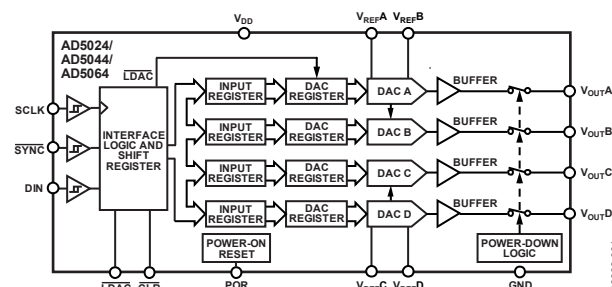 VDD
VREFA VREFB
AD5024/
AD5044/
AD5064
LDAC
SCLK
SYNC
DIN
INTERFACE
LOGIC AND
SHIFT
REGISTER
INPUT
REGISTER
DAC
REGISTER
DAC A
BUFFER
VOUTA
INPUT
REGISTER
DAC
REGISTER
DAC B
BUFFER
VOUTB
INPUT
REGISTER
DAC
REGISTER
DAC C
BUFFER
VOUTC
INPUT
REGISTER
DAC
REGISTER
DAC D
BUFFER
VOUTD
POWER-ON
RESET
POWER-DOWN
LOGIC
LDAC CLR
POR
VREFC VREFD
GND